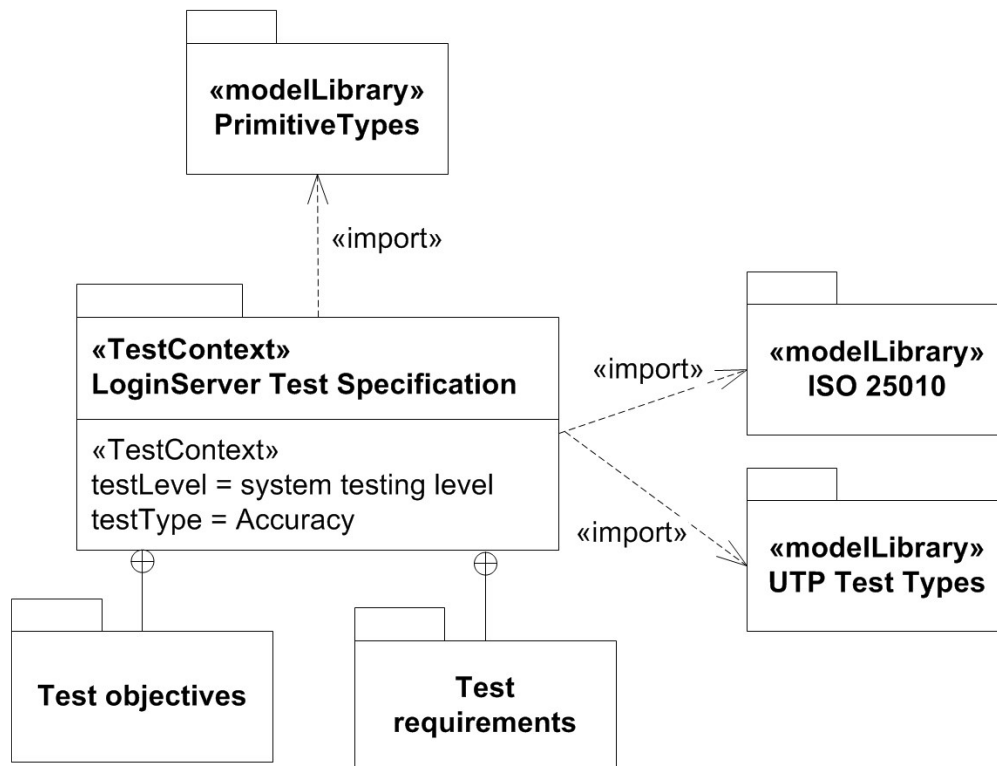 «modelLibrary»
PrimitiveTypes
«import»
«TestContext»
LoginServer Test Specification
«TestContext»
testLevel = system testing level
testType = Accuracy
«import»
«modelLibrary»
ISO 25010
«import»
«modelLibrary»
UTP Test Types
Test objectives
Test
requirements